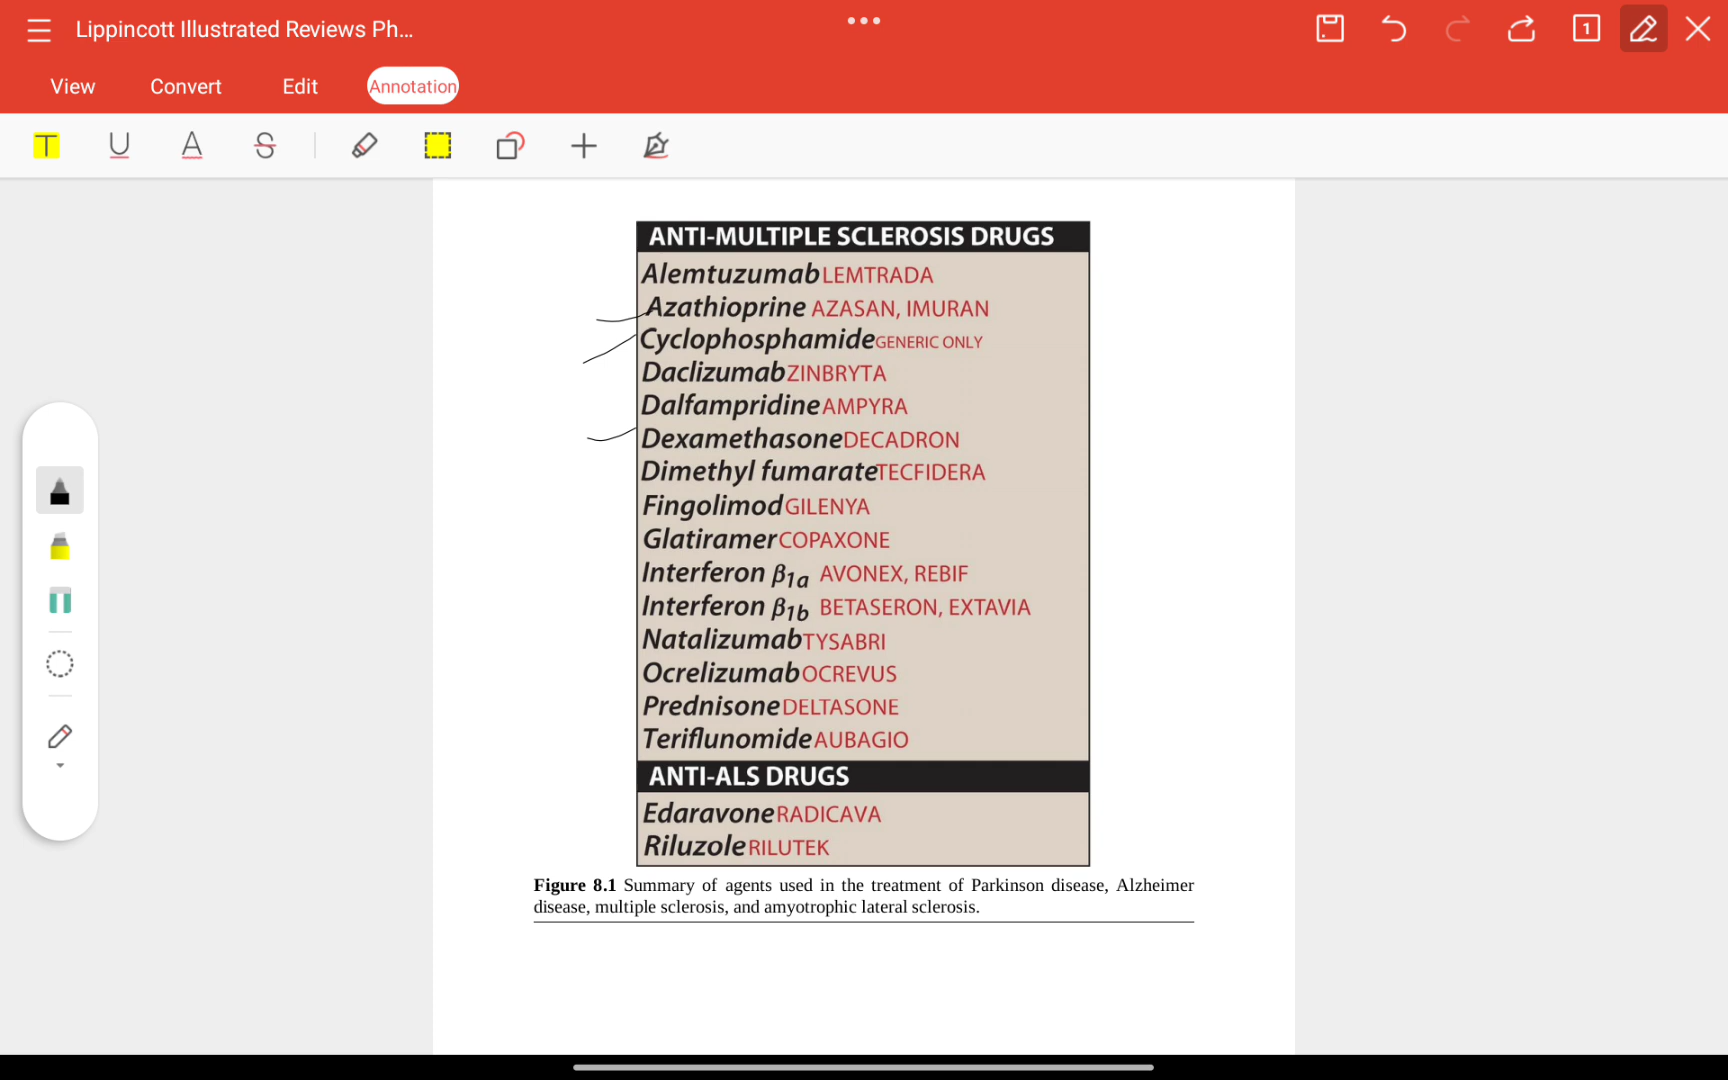 Lippincott Illustrated Reviews Ph...
1
View Convert Edit Annotation
T U A S
ANTI-MULTIPLE SCLEROSIS DRUGS
Alemtuzumab LEMTRADA
Azathioprine AZASAN, IMURAN
Cyclophosphamide GENERIC ONLY
Daclizumab ZINBRYTA
Dalfampridine AMPYRA
Dexamethasone DECADRON
Dimethyl fumarate TECFIDERA
Fingolimod GILENYA
Glatiramer COPAXONE
Interferon β1a AVONEX, REBIF
Interferon β1b BETASERON, EXTAVIA
Natalizumab TYSABRI
Ocrelizumab OCREVUS
Prednisone DELTASONE
Teriflunomide AUBAGIO
ANTI-ALS DRUGS
Edaravone RADICAVA
Riluzole RILUTEK
Figure 8.1 Summary of agents used in the treatment of Parkinson disease, Alzheimer
disease, multiple sclerosis, and amyotrophic lateral sclerosis.